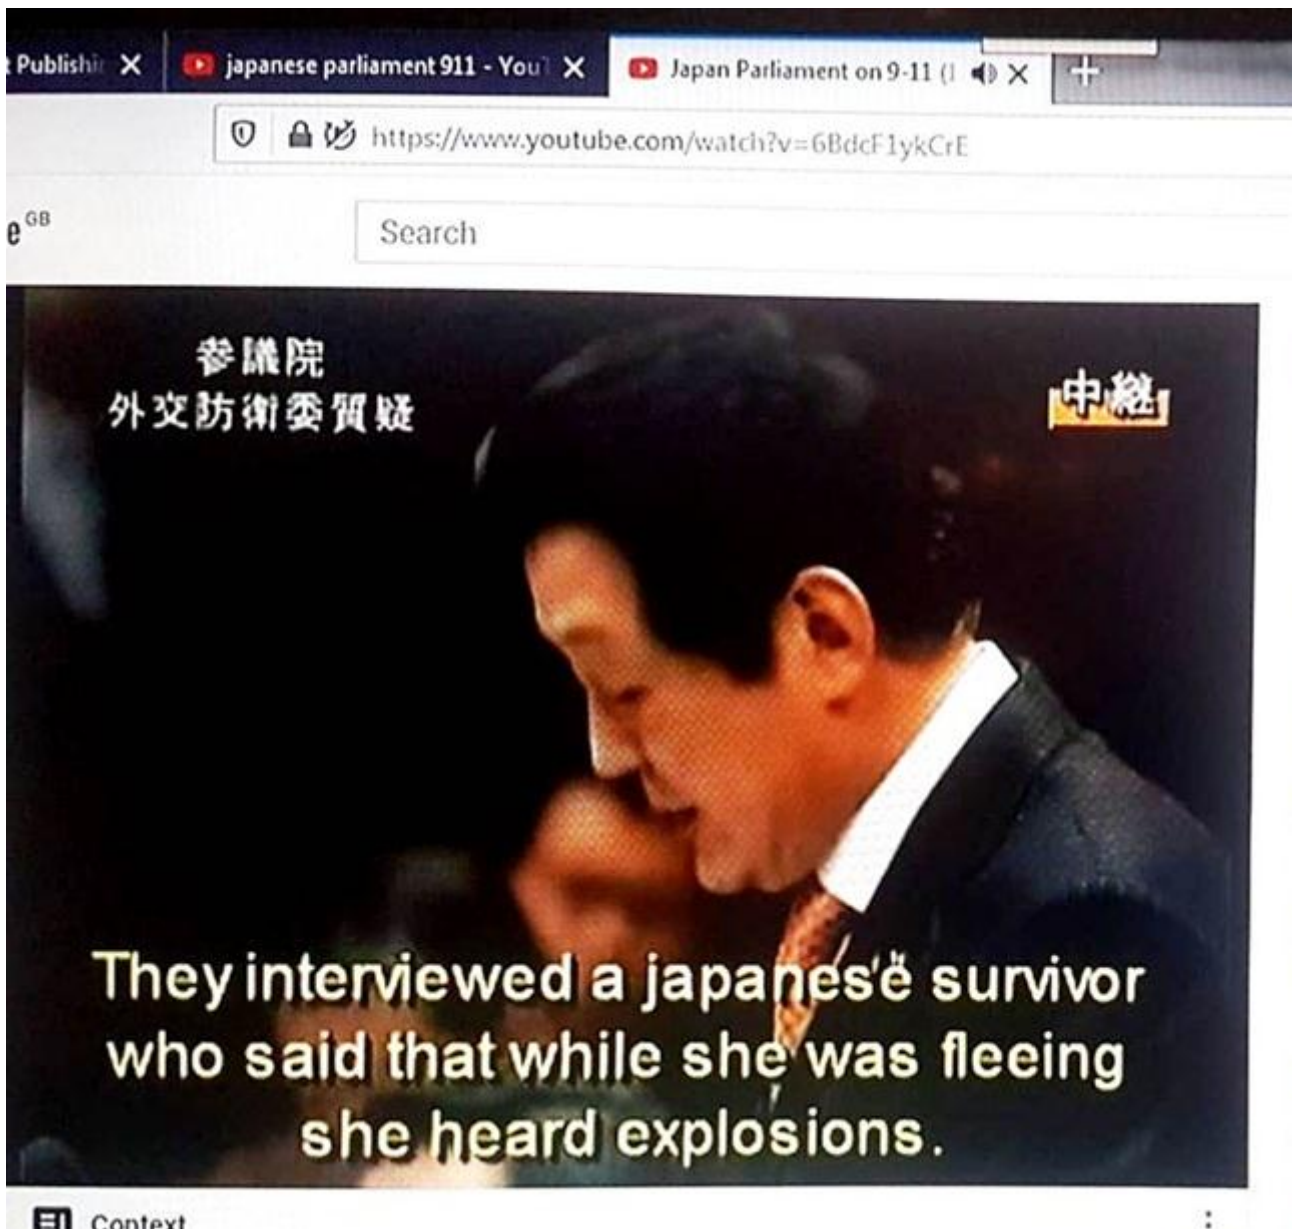 t Publishin
japanese parliament 911 - YouT
Japan Parliament on 9-11 (
https://www.youtube.com/watch?v=6BdcF1ykCrE
e GB
Search
参議院
外交防衛委質疑
中継
They interviewed a japanese survivor
who said that while she was fleeing
she heard explosions.
Context